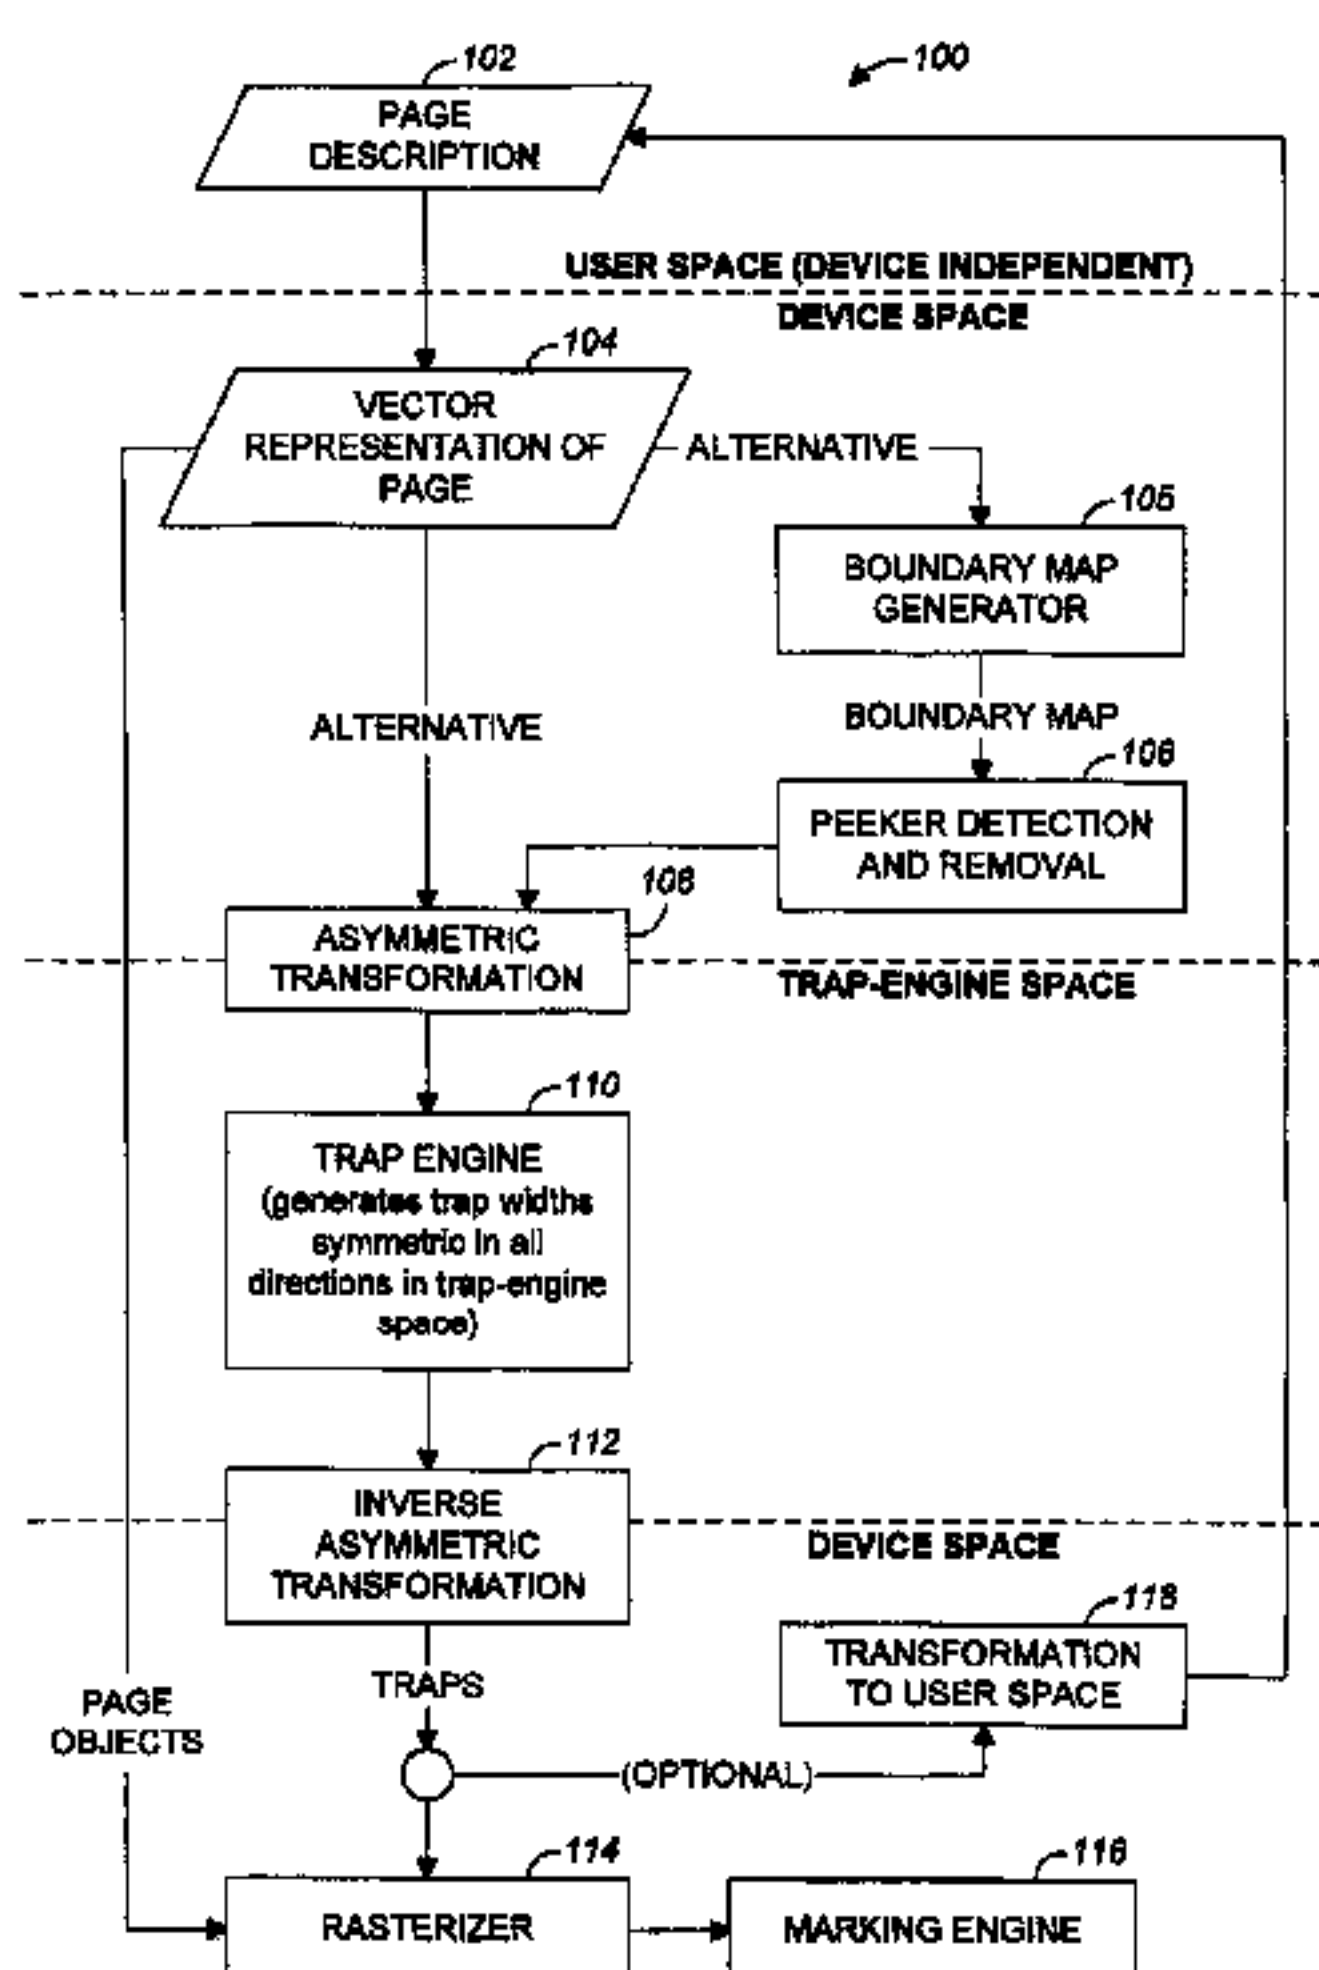 102
100
PAGE
DESCRIPTION
USER SPACE (DEVICE INDEPENDENT)
DEVICE SPACE
104
VECTOR
REPRESENTATION OF
PAGE
ALTERNATIVE
105
BOUNDARY MAP
GENERATOR
ALTERNATIVE
BOUNDARY MAP
106
PEEKER DETECTION
AND REMOVAL
108
ASYMMETRIC
TRANSFORMATION
TRAP-ENGINE SPACE
110
TRAP ENGINE
(generates trap widths
symmetric in all
directions in trap-engine
space)
112
INVERSE
ASYMMETRIC
TRANSFORMATION
DEVICE SPACE
118
TRANSFORMATION
TO USER SPACE
TRAPS
PAGE
OBJECTS
(OPTIONAL)
114
116
RASTERIZER
MARKING ENGINE